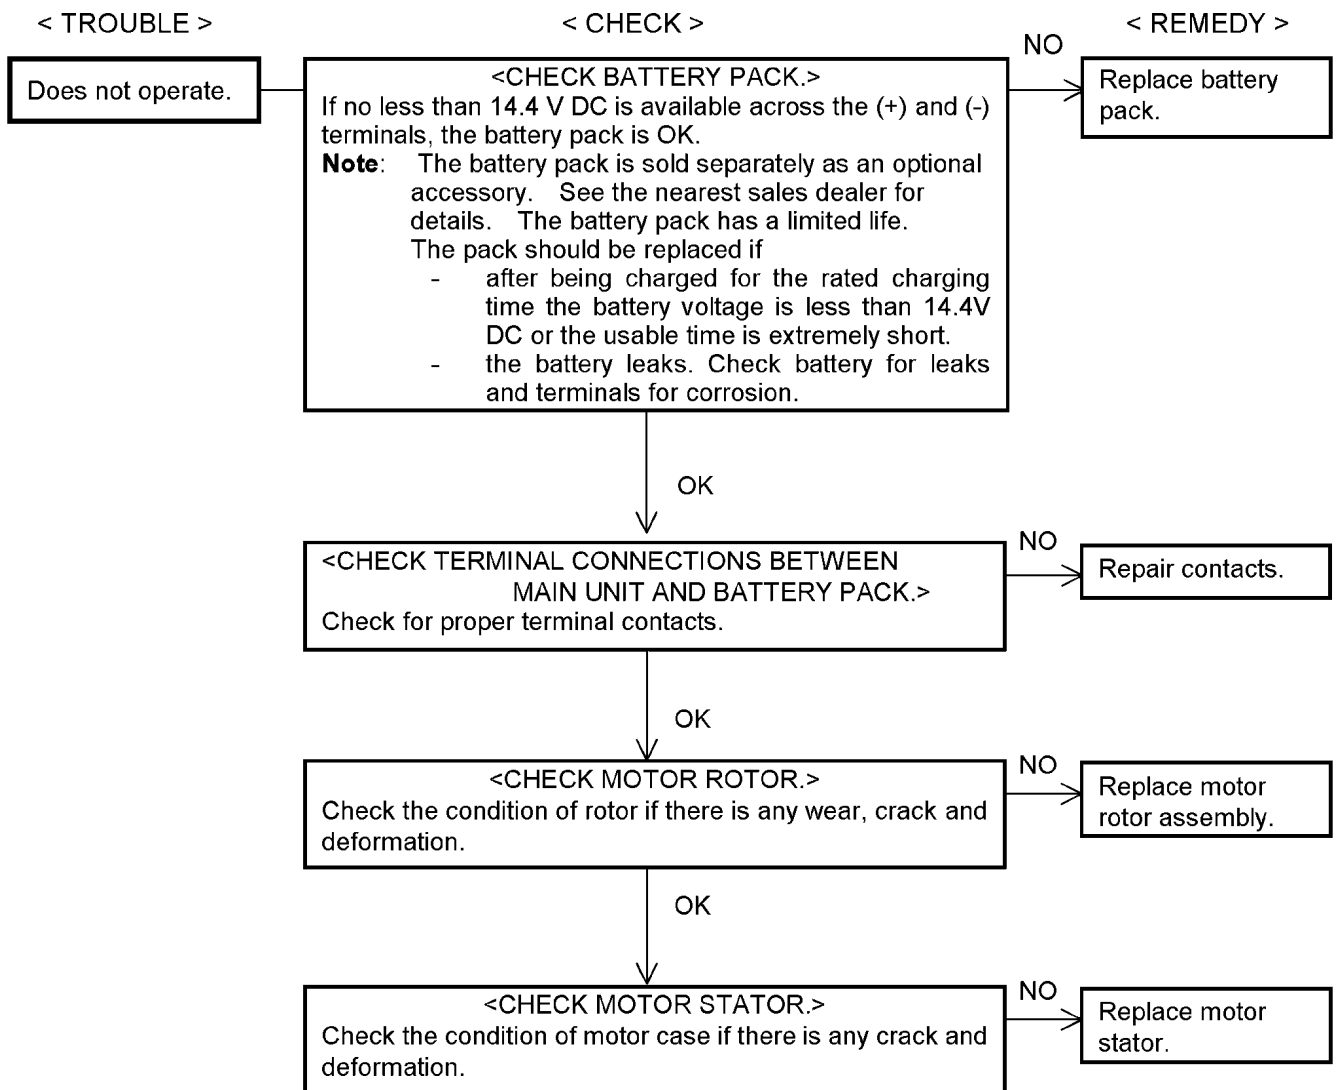 < TROUBLE >
< CHECK >
< REMEDY >
Does not operate.
<CHECK BATTERY PACK.>
If no less than 14.4 V DC is available across the (+) and (-)
terminals, the battery pack is OK.
Note: The battery pack is sold separately as an optional
accessory. See the nearest sales dealer for
details. The battery pack has a limited life.
The pack should be replaced if
- after being charged for the rated charging
time the battery voltage is less than 14.4V
DC or the usable time is extremely short.
- the battery leaks. Check battery for leaks
and terminals for corrosion.
NO
Replace battery
pack.
OK
<CHECK TERMINAL CONNECTIONS BETWEEN
MAIN UNIT AND BATTERY PACK.>
Check for proper terminal contacts.
NO
Repair contacts.
OK
<CHECK MOTOR ROTOR.>
Check the condition of rotor if there is any wear, crack and
deformation.
NO
Replace motor
rotor assembly.
OK
<CHECK MOTOR STATOR.>
Check the condition of motor case if there is any crack and
deformation.
NO
Replace motor
stator.